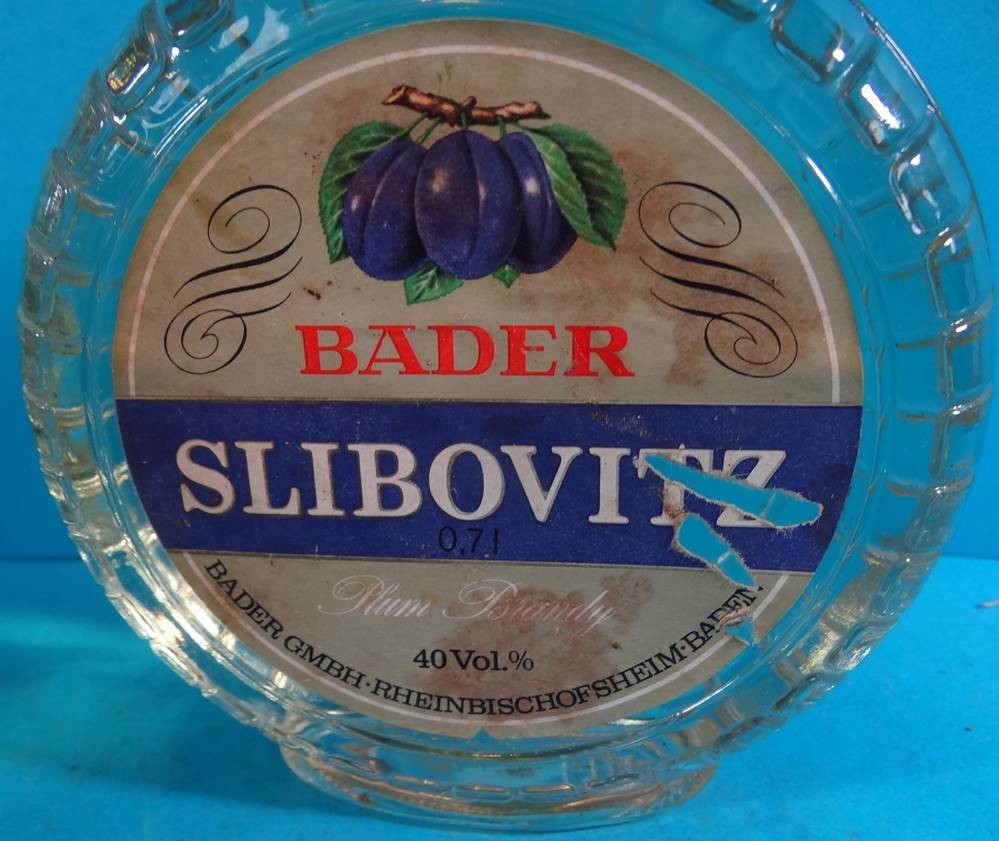 BADER
SLIBOVITZ
0,7 l
Plum Brandy
40 Vol.%
BADER GMBH · RHEINBISCHOFSHEIM · BADEN